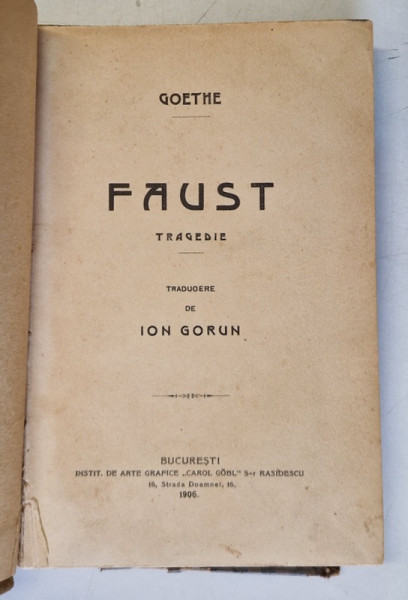 GOETHE
FAUST
TRAGEDIE
TRADUCERE
DE
ION GORUN
BUCUREȘTI
INSTIT. DE ARTE GRAFICE „CAROL GÖBL" S-r RASIDESCU
16, Strada Doamnei, 16,
1906.